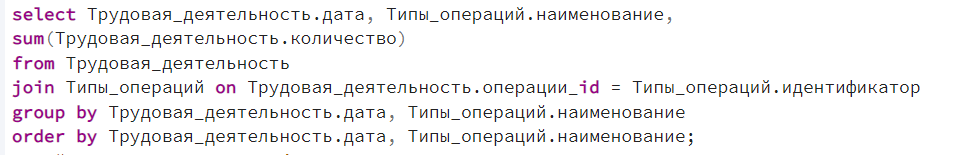 select Трудовая_деятельность.дата, Типы_операций.наименование,
sum(Трудовая_деятельность.количество)
from Трудовая_деятельность
join Типы_операций on Трудовая_деятельность.операции_id = Типы_операций.идентификатор
group by Трудовая_деятельность.дата, Типы_операций.наименование
order by Трудовая_деятельность.дата, Типы_операций.наименование;